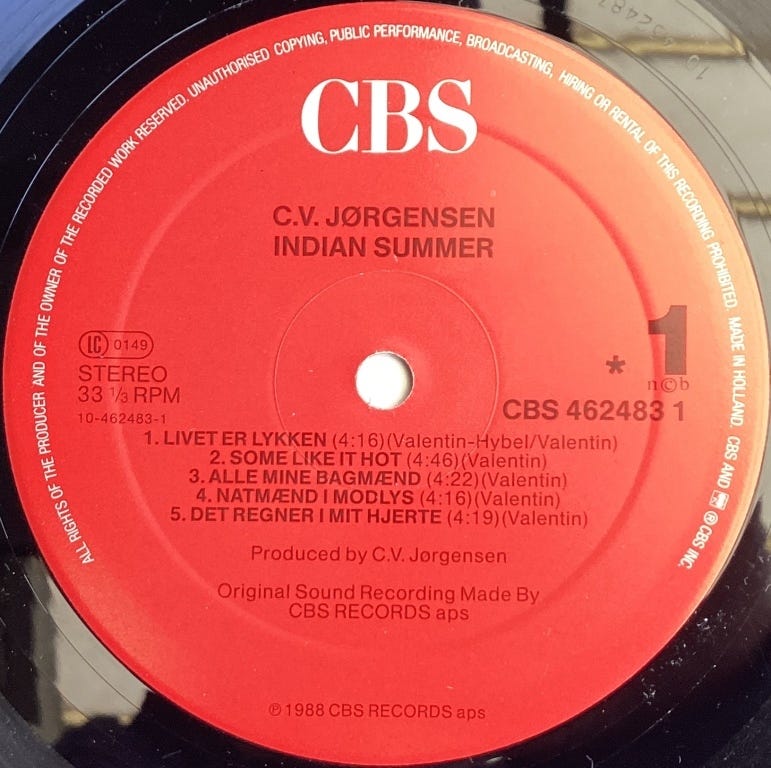 ALL RIGHTS OF THE PRODUCER AND OF THE OWNER OF THE RECORDED WORK RESERVED. UNAUTHORISED COPYING, PUBLIC PERFORMANCE, BROADCASTING, HIRING OR RENTAL OF THIS RECORDING PROHIBITED. MADE IN HOLLAND. CBS AND ℗ CBS INC.
CBS
C.V. JØRGENSEN
INDIAN SUMMER
LC 0149
STEREO
33 1/3 RPM
10-462483-1
* 1
n©b
CBS 462483 1
1. LIVET ER LYKKEN (4:16)(Valentin-Hybel/Valentin)
2. SOME LIKE IT HOT (4:46)(Valentin)
3. ALLE MINE BAGMÆND (4:22)(Valentin)
4. NATMÆND I MODLYS (4:16)(Valentin)
5. DET REGNER I MIT HJERTE (4:19)(Valentin)
Produced by C.V. Jørgensen
Original Sound Recording Made By
CBS RECORDS aps
℗ 1988 CBS RECORDS aps